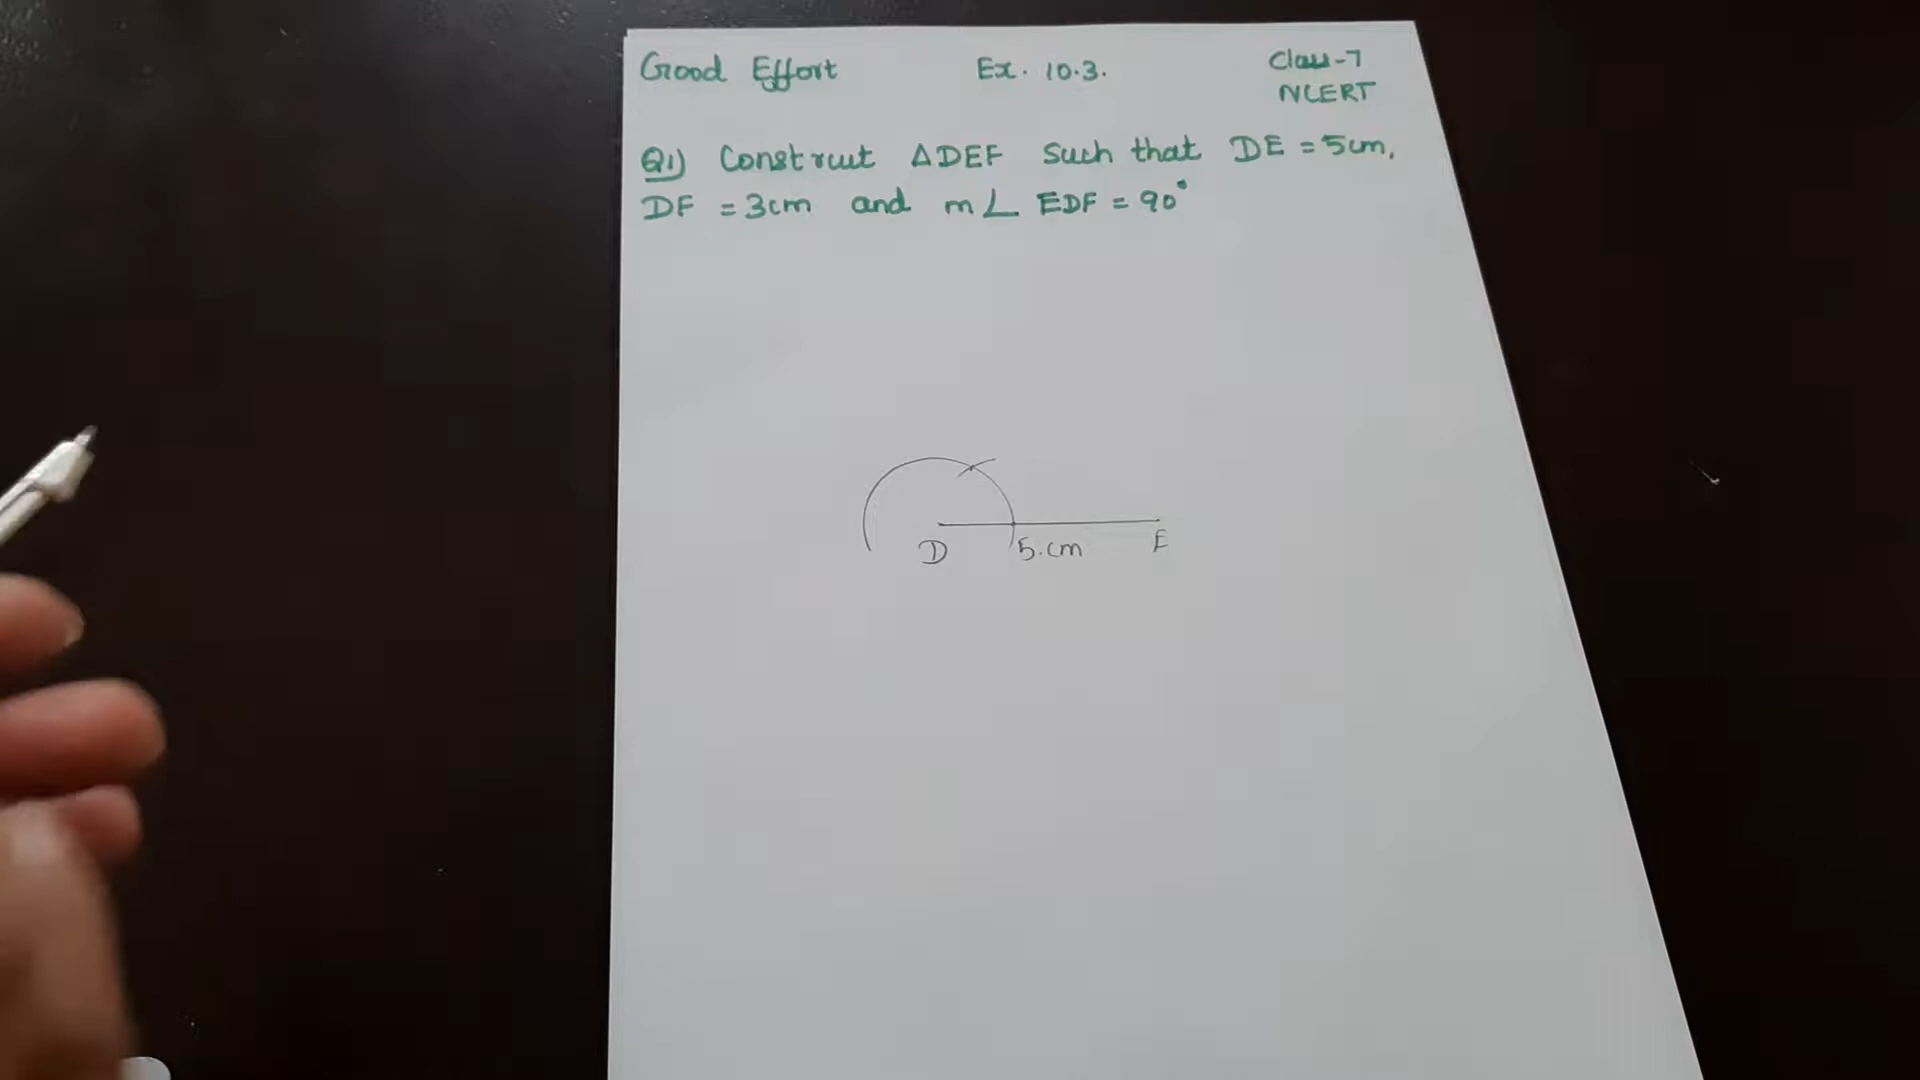 Good Effort Ex. 10.3. Class-7
NCERT
Q1) Construct ΔDEF such that DE = 5cm,
DF = 3cm and m∠ EDF = 90°
D 5.cm E